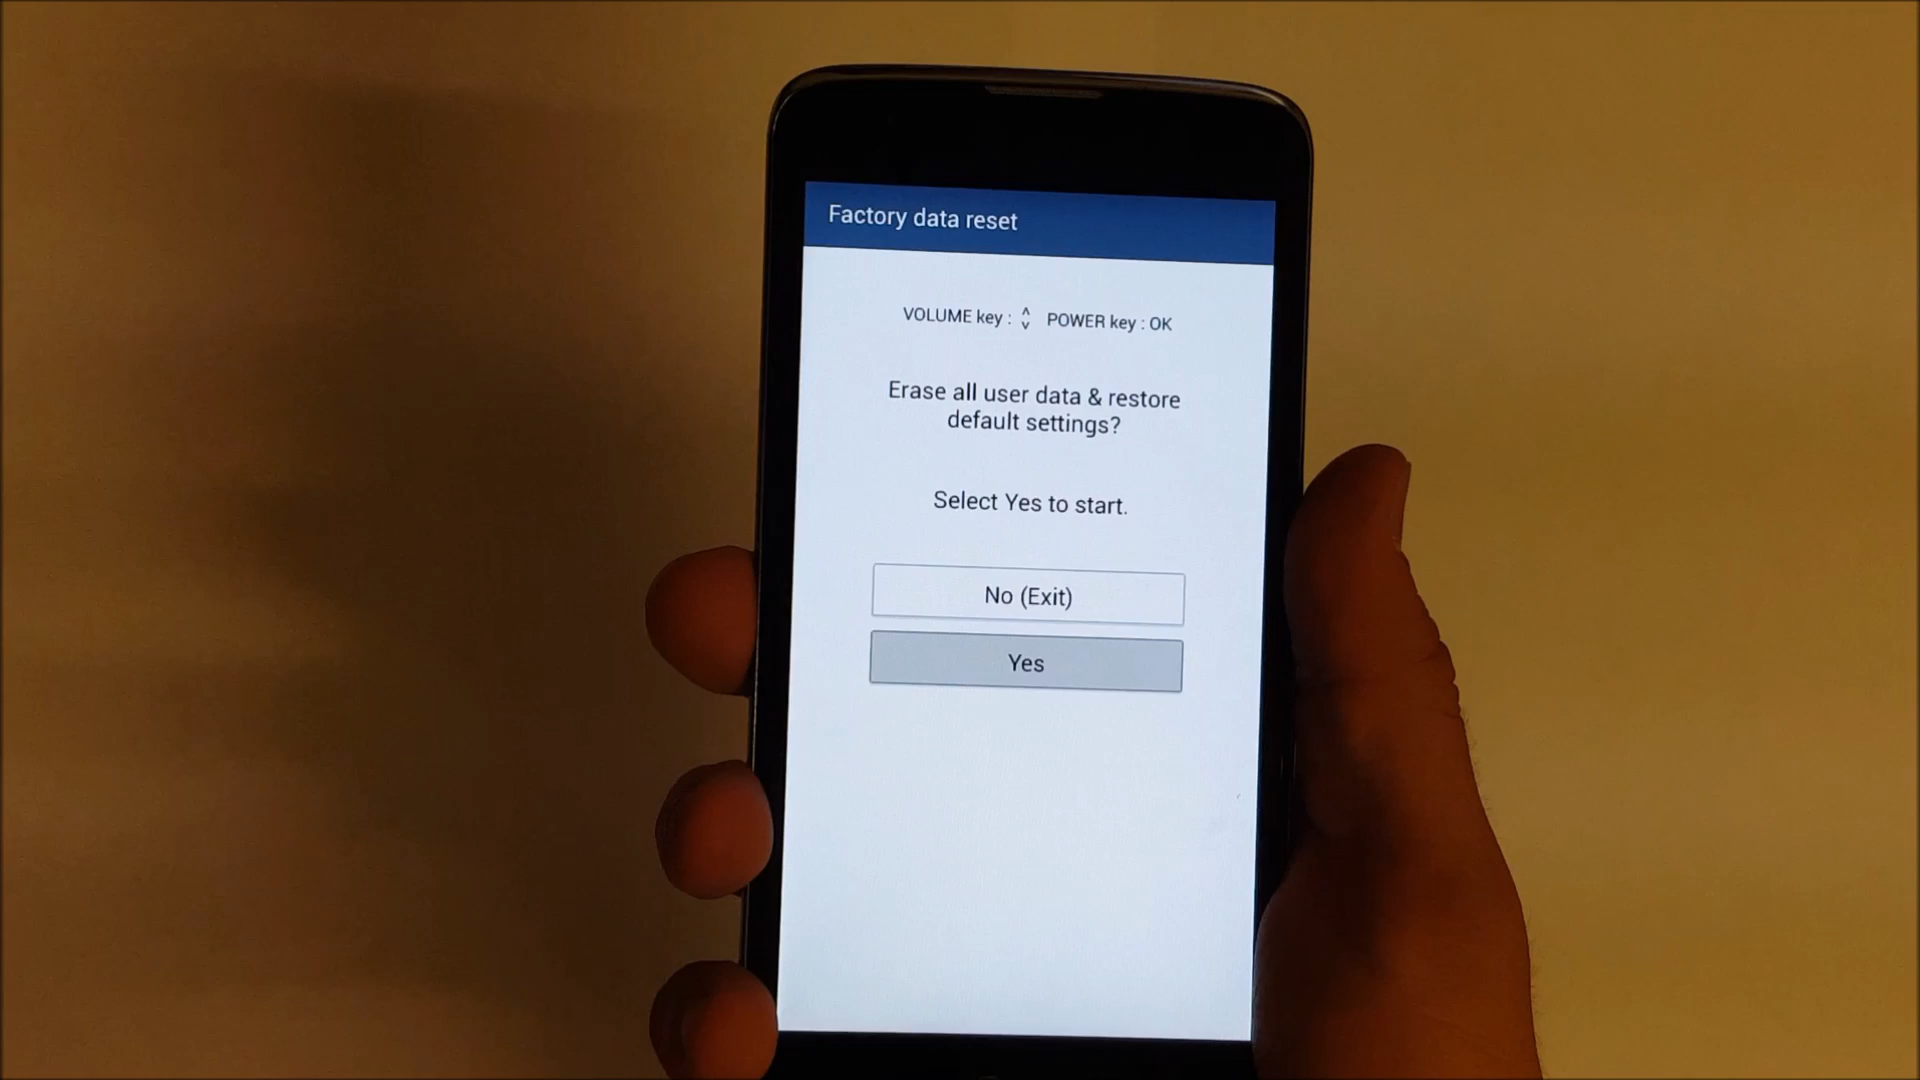 Factory data reset
VOLUME key : ^ v POWER key : OK
Erase all user data & restore
default settings?
Select Yes to start.
No (Exit)
Yes